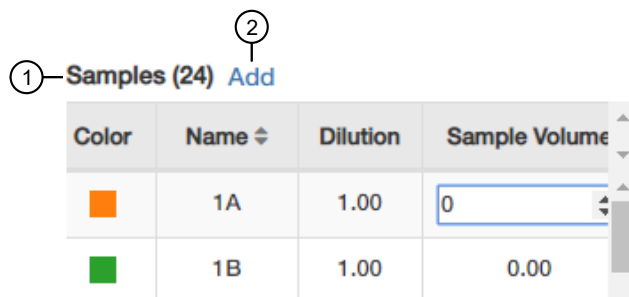 2
1 Samples (24) Add
Color Name Dilution Sample Volume
1A 1.00 0
1B 1.00 0.00